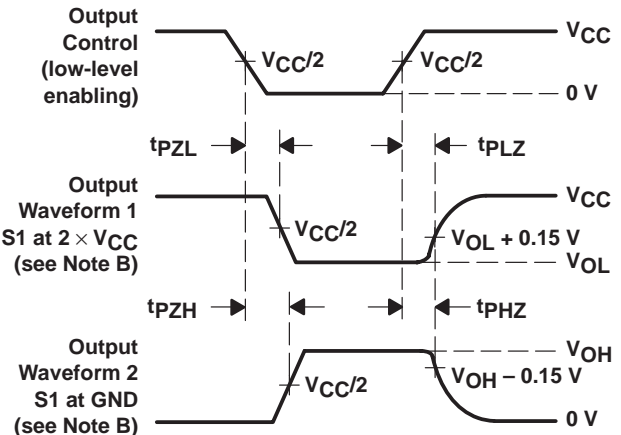 Output
Control
(low-level
enabling)
VCC/2
VCC/2
VCC
0 V
tPZL
tPLZ
Output
Waveform 1
S1 at 2 × VCC
(see Note B)
VCC/2
VCC
VOL + 0.15 V
VOL
tPZH
tPHZ
Output
Waveform 2
S1 at GND
(see Note B)
VCC/2
VOH
VOH – 0.15 V
0 V